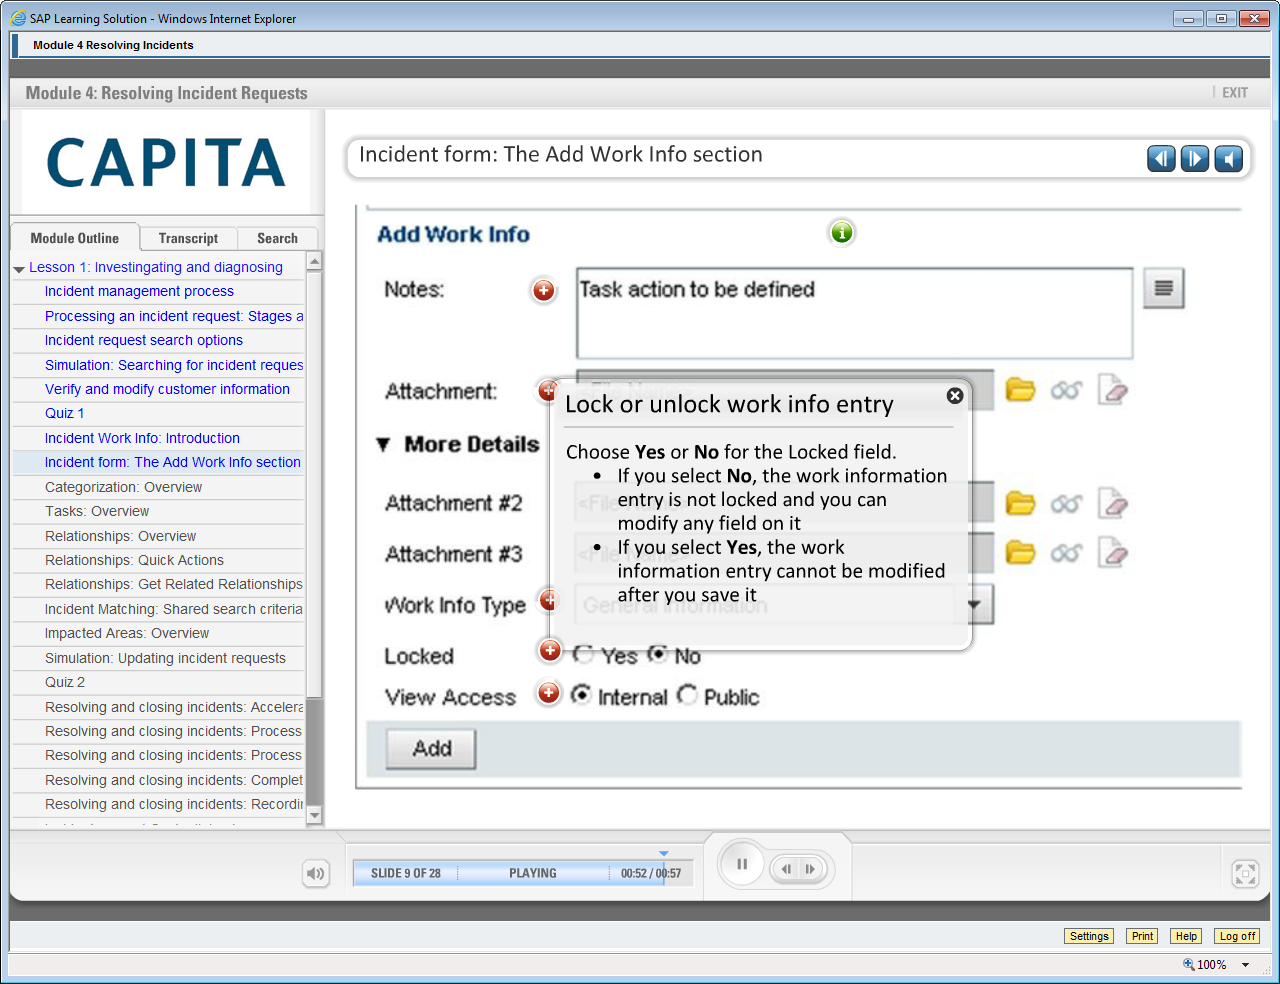 SAP Learning Solution - Windows Internet Explorer
Module 4 Resolving Incidents
Module 4: Resolving Incident Requests
EXIT
CAPITA
Module Outline
Transcript
Search
Lesson 1: Investingating and diagnosing
Incident management process
Processing an incident request: Stages a
Incident request search options
Simulation: Searching for incident reques
Verify and modify customer information
Quiz 1
Incident Work Info: Introduction
Incident form: The Add Work Info section
Categorization: Overview
Tasks: Overview
Relationships: Overview
Relationships: Quick Actions
Relationships: Get Related Relationships
Incident Matching: Shared search criteria
Impacted Areas: Overview
Simulation: Updating incident requests
Quiz 2
Resolving and closing incidents: Accelera
Resolving and closing incidents: Process
Resolving and closing incidents: Process
Resolving and closing incidents: Complet
Resolving and closing incidents: Recordin
Incident form: The Add Work Info section
Add Work Info
Notes:
Task action to be defined
Attachment:
More Details
Attachment #2
Attachment #3
Work Info Type
General Information
Locked
Yes
No
View Access
Internal
Public
Add
Lock or unlock work info entry
Choose Yes or No for the Locked field.
• If you select No, the work information
entry is not locked and you can
modify any field on it
• If you select Yes, the work
information entry cannot be modified
after you save it
SLIDE 9 OF 28
PLAYING
00:52 / 00:57
Settings
Print
Help
Log off
100%